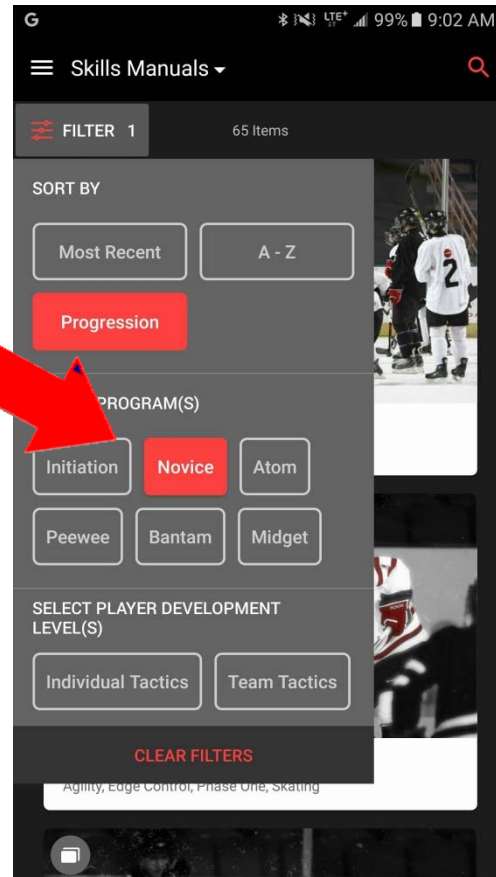 G LTE+ 99% 9:02 AM
Skills Manuals
FILTER 1 65 Items
SORT BY
Most Recent A - Z
Progression
PROGRAM(S)
Initiation Novice Atom
Peewee Bantam Midget
SELECT PLAYER DEVELOPMENT
LEVEL(S)
Individual Tactics Team Tactics
CLEAR FILTERS
Agility, Edge Control, Phase One, Skating
2